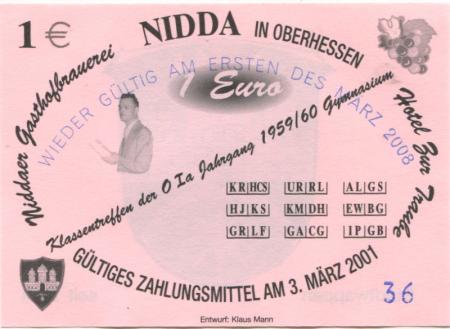 1 € NIDDA IN OBERHESSEN
Niddaer Gasthofbrauerei
WIEDER GÜLTIG AM ERSTEN DES MÄRZ 2008
1 Euro
Hotel Zur Traube
Klassentreffen der O Ia Jahrgang 1959/60 Gymnasium
KR|HCS UR|RL AL|GS
HJ|KS KM|DH EW|BG
GR|LF GA|CG IP|GB
GÜLTIGES ZAHLUNGSMITTEL AM 3. MÄRZ 2001
36
Entwurf: Klaus Mann